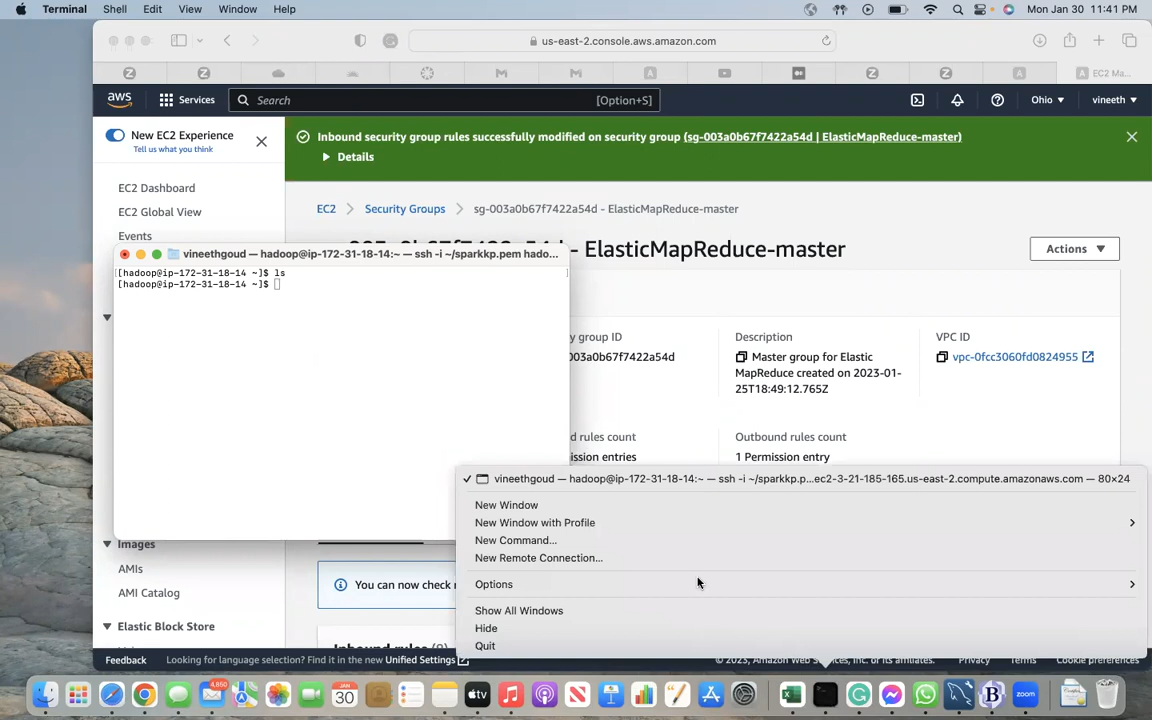 Terminal Shell Edit View Window Help Mon Jan 30 11:41 PM
us-east-2.console.aws.amazon.com
EC2 Ma...
aws Services Search [Option+S] Ohio vineeth
New EC2 Experience
Tell us what you think
Inbound security group rules successfully modified on security group (sg-003a0b67f7422a54d | ElasticMapReduce-master)
Details
EC2 Dashboard
EC2 Global View
Events
EC2 > Security Groups > sg-003a0b67f7422a54d - ElasticMapReduce-master
- ElasticMapReduce-master
Actions
vineethgoud — hadoop@ip-172-31-18-14:~ — ssh -i ~/sparkkp.pem hado...
[hadoop@ip-172-31-18-14 ~]$ ls
[hadoop@ip-172-31-18-14 ~]$
y group ID
003a0b67f7422a54d
Description
Master group for Elastic
MapReduce created on 2023-01-
25T18:49:12.765Z
VPC ID
vpc-0fcc3060fd0824955
d rules count
ission entries
Outbound rules count
1 Permission entry
✓ vineethgoud — hadoop@ip-172-31-18-14:~ — ssh -i ~/sparkkp.p...ec2-3-21-185-165.us-east-2.compute.amazonaws.com — 80×24
New Window
New Window with Profile
New Command...
New Remote Connection...
Options
Show All Windows
Hide
Quit
Images
AMIs
AMI Catalog
Elastic Block Store
You can now check
Feedback Looking for language selection? Find it in the new Unified Settings
© 2023, Amazon Web Services, Inc. or its affiliates. Privacy Terms Cookie preferences
4,650
JAN
30
tv
zoom